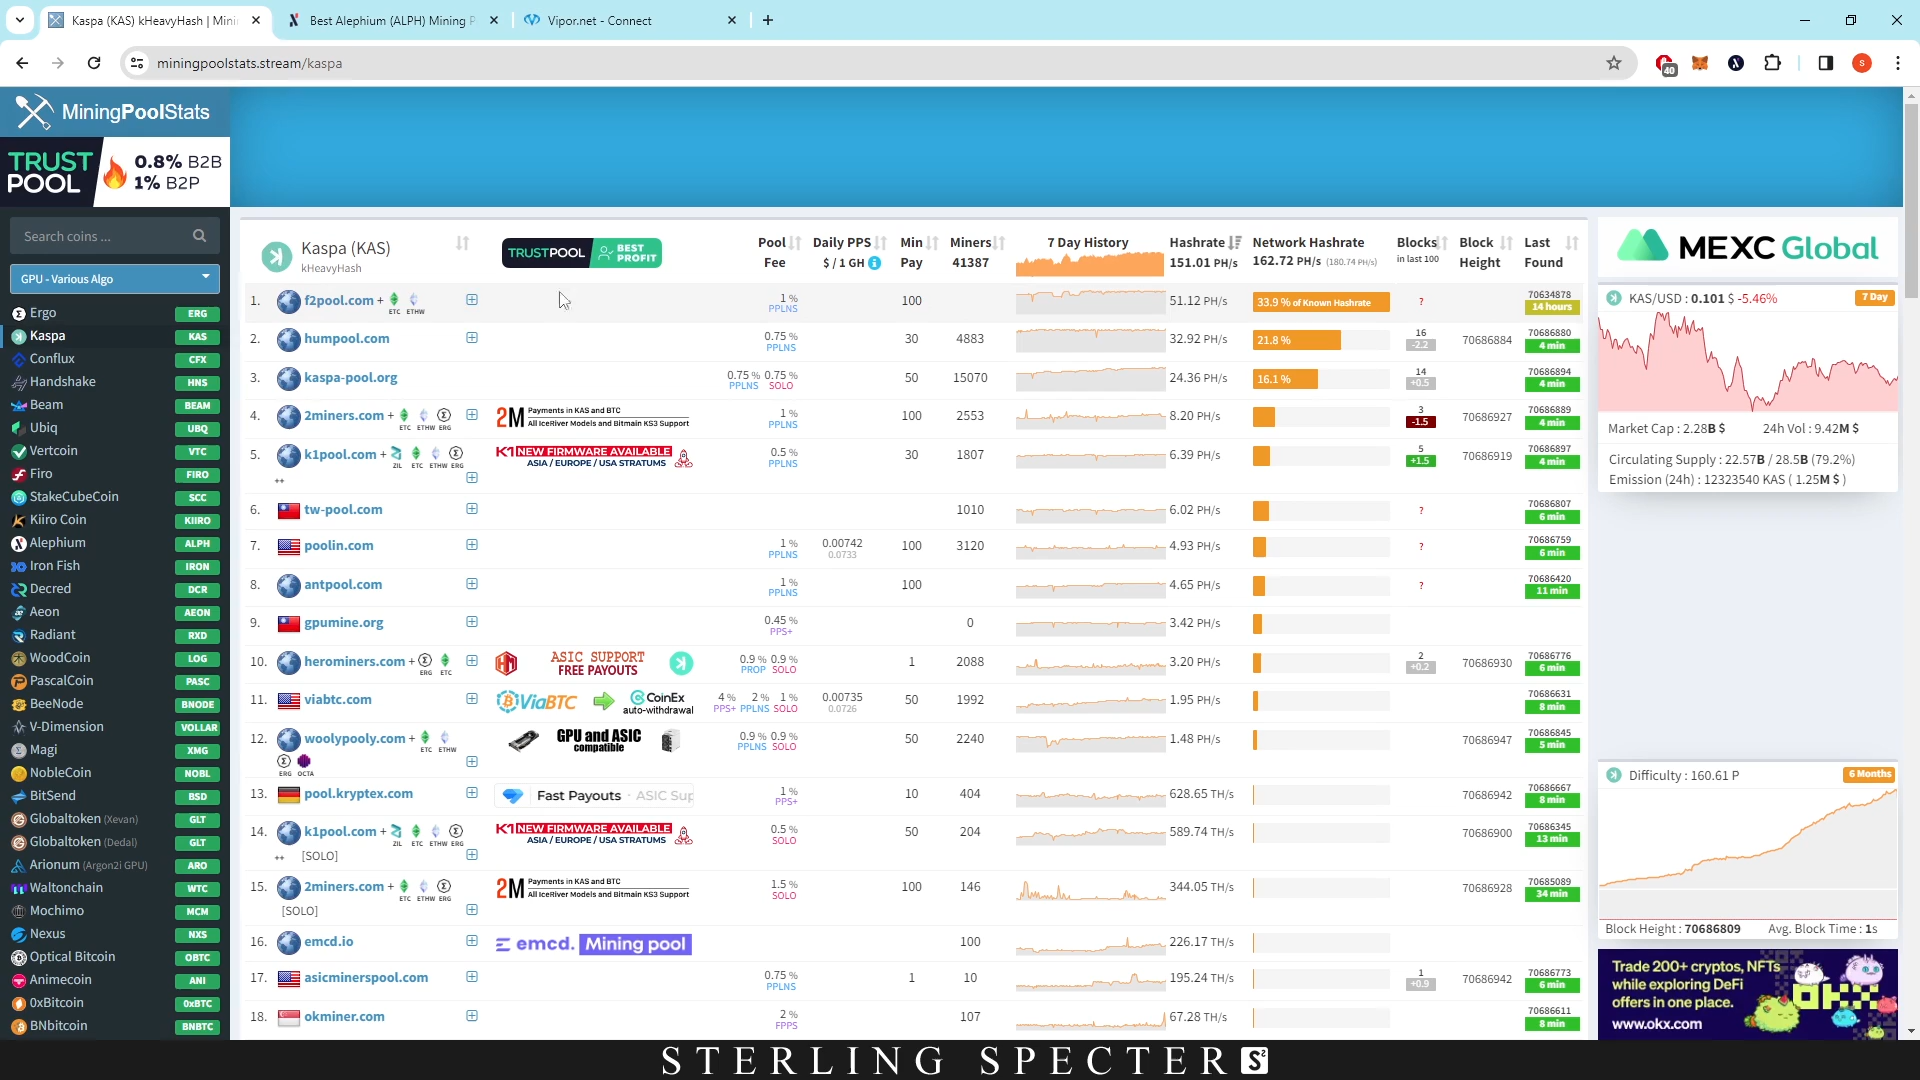 Kaspa (KAS) kHeavyHash | Mini
Best Alephium (ALPH) Mining P
Vipor.net - Connect
miningpoolstats.stream/kaspa
40
S
MiningPoolStats
TRUST POOL 0.8% B2B
1% B2P
Search coins ...
GPU - Various Algo
Ergo ERG
Kaspa KAS
Conflux CFX
Handshake HNS
Beam BEAM
Ubiq UBQ
Vertcoin VTC
Firo FIRO
StakeCubeCoin SCC
Kiiro Coin KIIRO
Alephium ALPH
Iron Fish IRON
Decred DCR
Aeon AEON
Radiant RXD
WoodCoin LOG
PascalCoin PASC
BeeNode BNODE
V-Dimension VOLLAR
Magi XMG
NobleCoin NOBL
BitSend BSD
Globaltoken (Xevan) GLT
Globaltoken (Dedal) GLT
Arionum (Argon2i GPU) ARO
Waltonchain WTC
Mochimo MCM
Nexus NXS
Optical Bitcoin OBTC
Animecoin ANI
0xBitcoin 0xBTC
BNbitcoin BNBTC
Kaspa (KAS)
kHeavyHash
TRUSTPOOL BEST PROFIT
Pool Fee
Daily PPS $ / 1 GH
Min Pay
Miners 41387
7 Day History
Hashrate 151.01 PH/s
Network Hashrate 162.72 PH/s (180.74 PH/s)
Blocks in last 100
Block Height
Last Found
1. f2pool.com + ETC ETHW 1 % PPLNS 100 51.12 PH/s 33.9 % of Known Hashrate ? 70634878 14 hours
2. humpool.com 0.75 % PPLNS 30 4883 32.92 PH/s 21.8 % 16 -2.2 70686884 70686880 4 min
3. kaspa-pool.org 0.75 % PPLNS 0.75 % SOLO 50 15070 24.36 PH/s 16.1 % 14 +0.5 70686894 4 min
4. 2miners.com + ETC ETHW ERG 2M Payments in KAS and BTC All IceRiver Models and Bitmain KS3 Support 1 % PPLNS 100 2553 8.20 PH/s 3 -1.5 70686927 70686889 4 min
5. k1pool.com + ZIL ETC ETHW ERG ++ K1 NEW FIRMWARE AVAILABLE ASIA / EUROPE / USA STRATUMS 0.5 % PPLNS 30 1807 6.39 PH/s 5 +1.5 70686919 70686897 4 min
6. tw-pool.com 1010 6.02 PH/s ? 70686807 6 min
7. poolin.com 1 % PPLNS 0.00742 0.0733 100 3120 4.93 PH/s ? 70686759 6 min
8. antpool.com 1 % PPLNS 100 4.65 PH/s ? 70686420 11 min
9. gpumine.org 0.45 % PPS+ 0 3.42 PH/s
10. herominers.com + ERG ETC HM ASIC SUPPORT FREE PAYOUTS 0.9 % PROP 0.9 % SOLO 1 2088 3.20 PH/s 2 +0.2 70686930 70686776 6 min
11. viabtc.com ViaBTC CoinEx auto-withdrawal 4 % PPS+ 2 % PPLNS 1 % SOLO 0.00735 0.0726 50 1992 1.95 PH/s 70686631 8 min
12. woolypooly.com + ETC ETHW ERG OCTA GPU and ASIC compatible 0.9 % PPLNS 0.9 % SOLO 50 2240 1.48 PH/s 70686947 70686845 5 min
13. pool.kryptex.com Fast Payouts · ASIC Sup 1 % PPS+ 10 404 628.65 TH/s 70686942 70686667 8 min
14. k1pool.com + ZIL ETC ETHW ERG ++ [SOLO] K1 NEW FIRMWARE AVAILABLE ASIA / EUROPE / USA STRATUMS 0.5 % SOLO 50 204 589.74 TH/s 70686900 70686345 13 min
15. 2miners.com + ETC ETHW ERG [SOLO] 2M Payments in KAS and BTC All IceRiver Models and Bitmain KS3 Support 1.5 % SOLO 100 146 344.05 TH/s 70686928 70685089 34 min
16. emcd.io emcd. Mining pool 100 226.17 TH/s
17. asicminerspool.com 0.75 % PPLNS 1 10 195.24 TH/s 1 +0.9 70686942 70686773 6 min
18. okminer.com 2 % FPPS 107 67.28 TH/s 70686611 8 min
MEXC Global
KAS/USD : 0.101 $ -5.46% 7 Day
Market Cap : 2.28B $ 24h Vol : 9.42M $
Circulating Supply : 22.57B / 28.5B (79.2%)
Emission (24h) : 12323540 KAS ( 1.25M $ )
Difficulty : 160.61 P 6 Months
Block Height : 70686809 Avg. Block Time : 1s
Trade 200+ cryptos, NFTs
while exploring DeFi
offers in one place.
www.okx.com
STERLING SPECTER S²